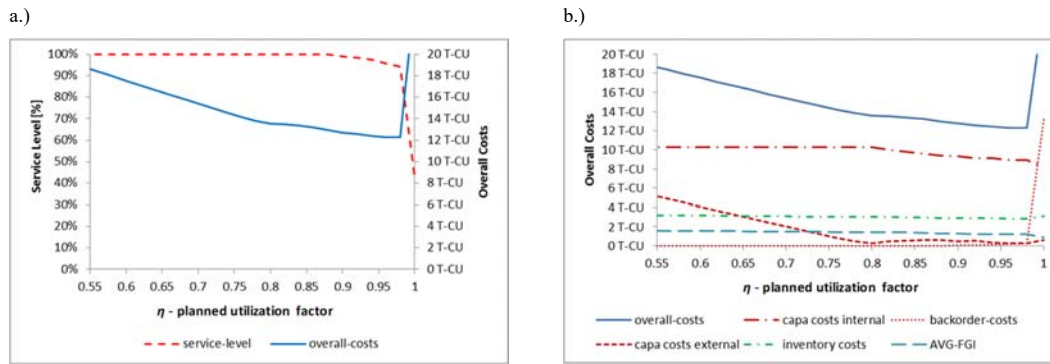 a.)
b.)
100%
90%
80%
70%
60%
50%
40%
30%
20%
10%
0%
Service Level [%]
20 T-CU
18 T-CU
16 T-CU
14 T-CU
12 T-CU
10 T-CU
8 T-CU
6 T-CU
4 T-CU
2 T-CU
0 T-CU
Overall Costs
0.55 0.6 0.65 0.7 0.75 0.8 0.85 0.9 0.95 1
η - planned utilization factor
service-level overall-costs
20 T-CU
18 T-CU
16 T-CU
14 T-CU
12 T-CU
10 T-CU
8 T-CU
6 T-CU
4 T-CU
2 T-CU
0 T-CU
Overall Costs
0.55 0.6 0.65 0.7 0.75 0.8 0.85 0.9 0.95 1
η - planned utilization factor
overall-costs capa costs internal backorder-costs
capa costs external inventory costs AVG-FGI